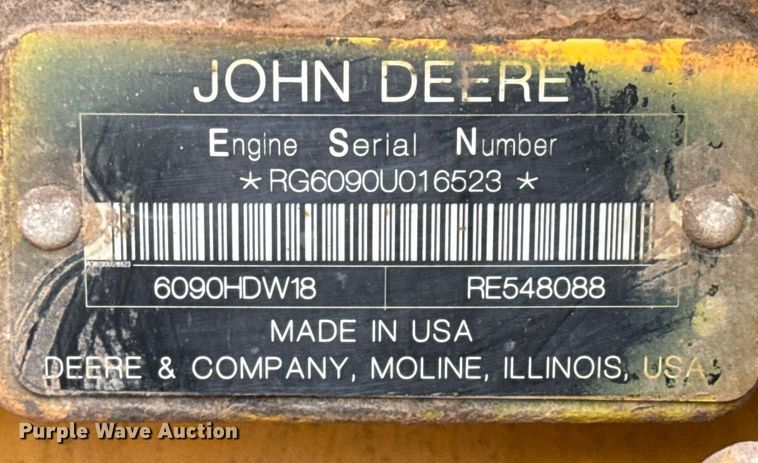 JOHN DEERE
Engine Serial Number
* RG6090U016523 *
RG6090U016523
6090HDW18 RE548088
MADE IN USA
DEERE & COMPANY, MOLINE, ILLINOIS, USA
Purple Wave Auction